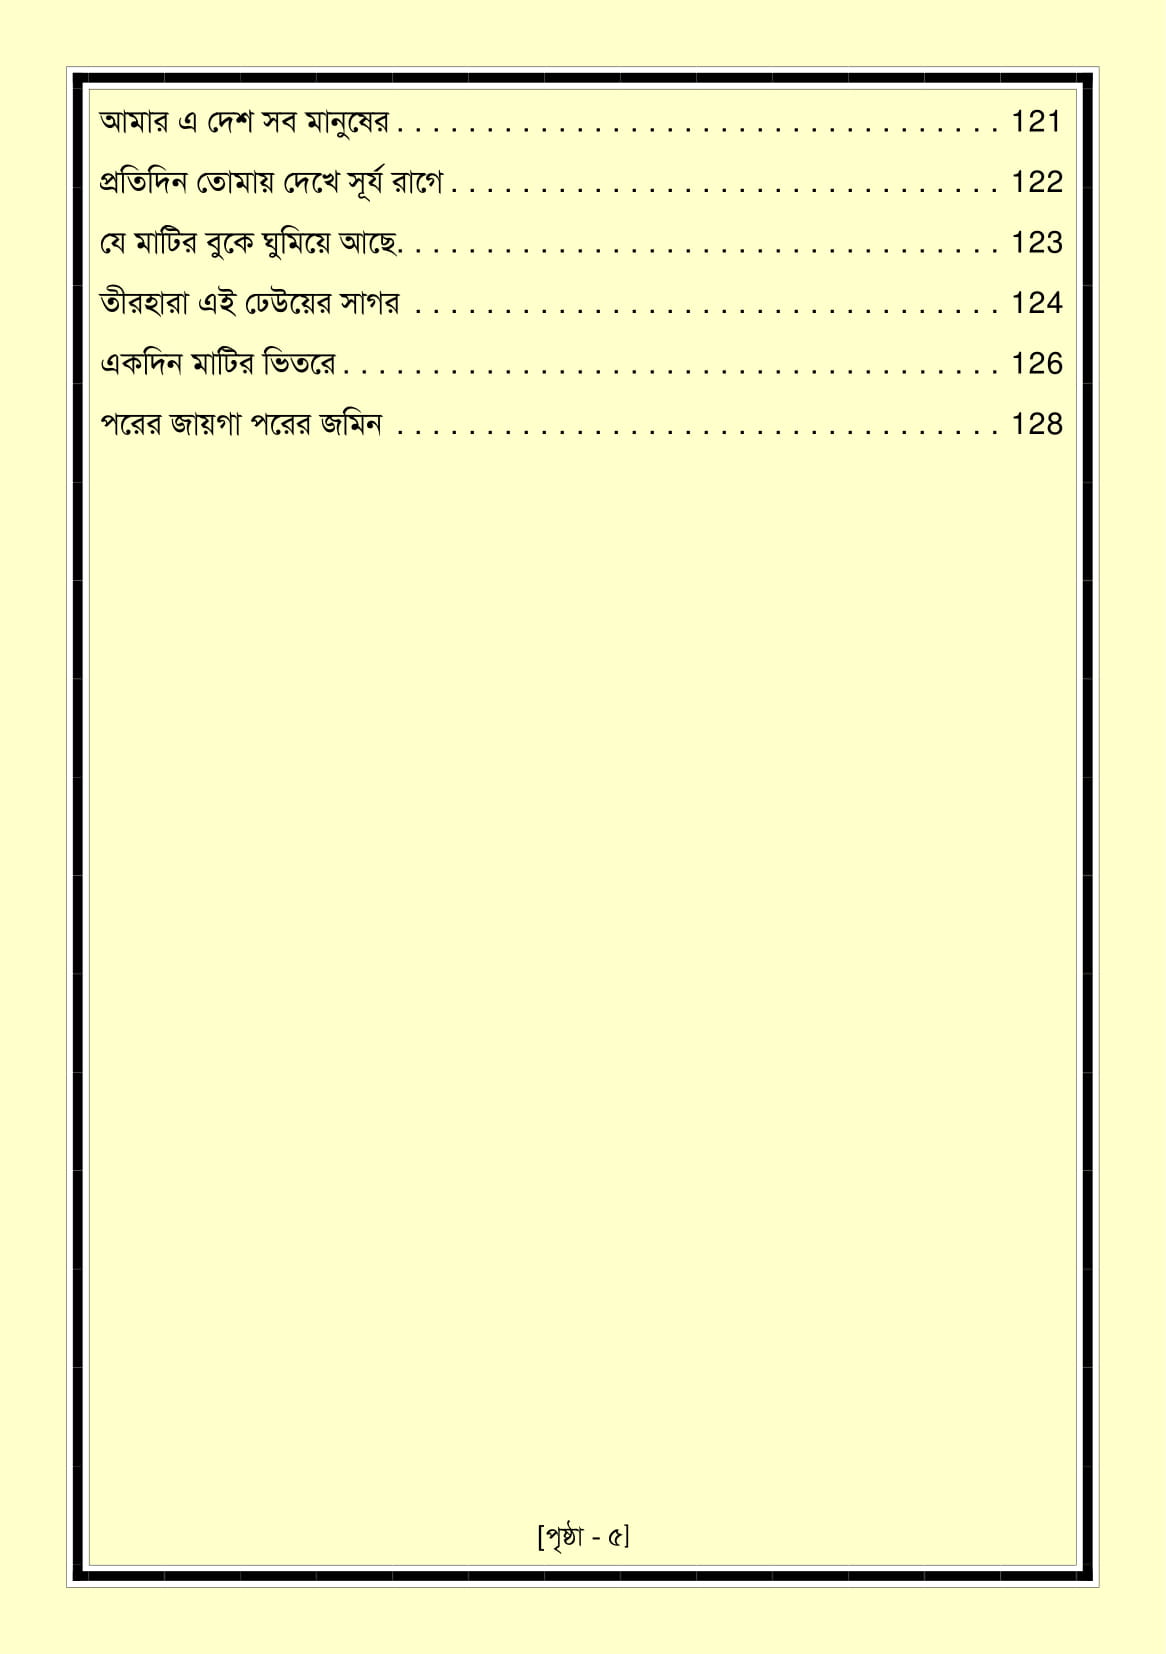 আমার এ দেশ সব মানুষের . . . . . . . . . . . . . . . . . . . . . . . . . . . . . . . . . . 121
প্রতিদিন তোমায় দেখে সূর্য রাগে . . . . . . . . . . . . . . . . . . . . . . . . . . . . . . . 122
যে মাটির বুকে ঘুমিয়ে আছে. . . . . . . . . . . . . . . . . . . . . . . . . . . . . . . . . . 123
তীরহারা এই ঢেউয়ের সাগর . . . . . . . . . . . . . . . . . . . . . . . . . . . . . . . . . 124
একদিন মাটির ভিতরে . . . . . . . . . . . . . . . . . . . . . . . . . . . . . . . . . . . . . 126
পরের জায়গা পরের জমিন . . . . . . . . . . . . . . . . . . . . . . . . . . . . . . . . . . 128
[পৃষ্ঠা - ৫]